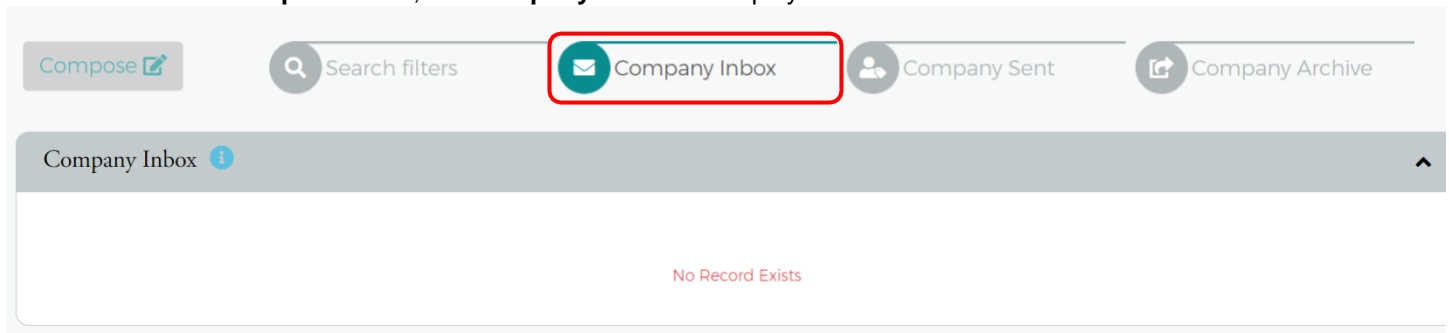 Compose
Search filters
Company Inbox
Company Sent
Company Archive
Company Inbox
No Record Exists